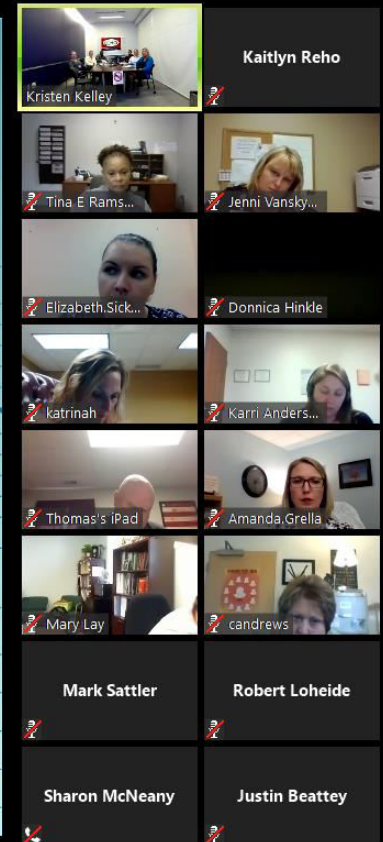 Kristen Kelley
Kaitlyn Reho
Tina E Rams...
Jenni Vansky...
Elizabeth.Sick...
Donnica Hinkle
katrinah
Karri Anders...
Thomas's iPad
Amanda.Grella
Mary Lay
candrews
Mark Sattler
Robert Loheide
Sharon McNeany
Justin Beattey